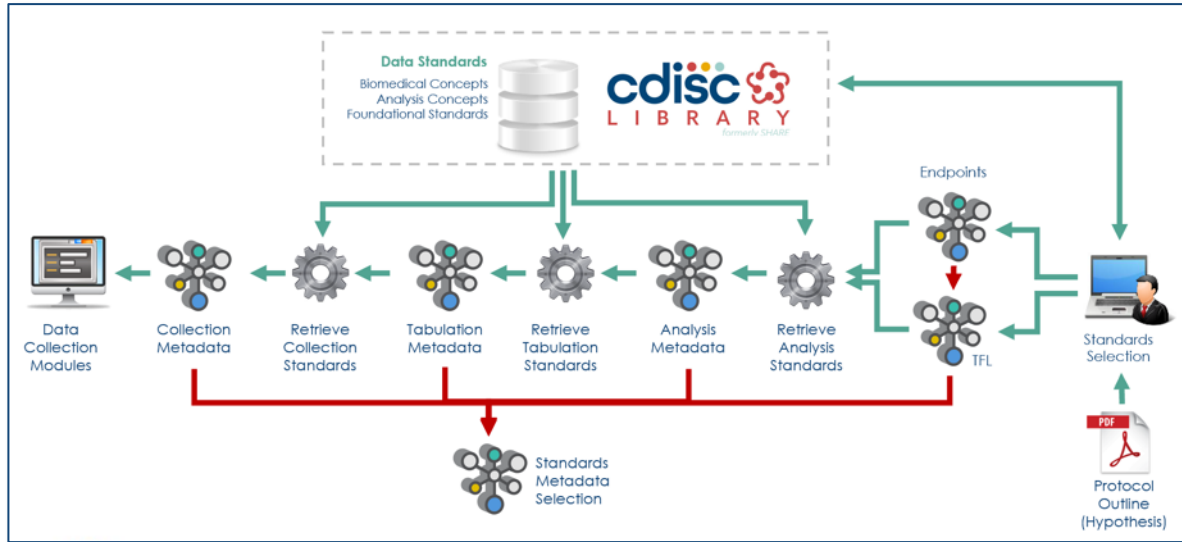 Data Standards
Biomedical Concepts
Analysis Concepts
Foundational Standards
cdisc
LIBRARY
formerly SHARE
Endpoints
Data
Collection
Modules
Collection
Metadata
Retrieve
Collection
Standards
Tabulation
Metadata
Retrieve
Tabulation
Standards
Analysis
Metadata
Retrieve
Analysis
Standards
TFL
Standards
Selection
Standards
Metadata
Selection
PDF
Protocol
Outline
(Hypothesis)